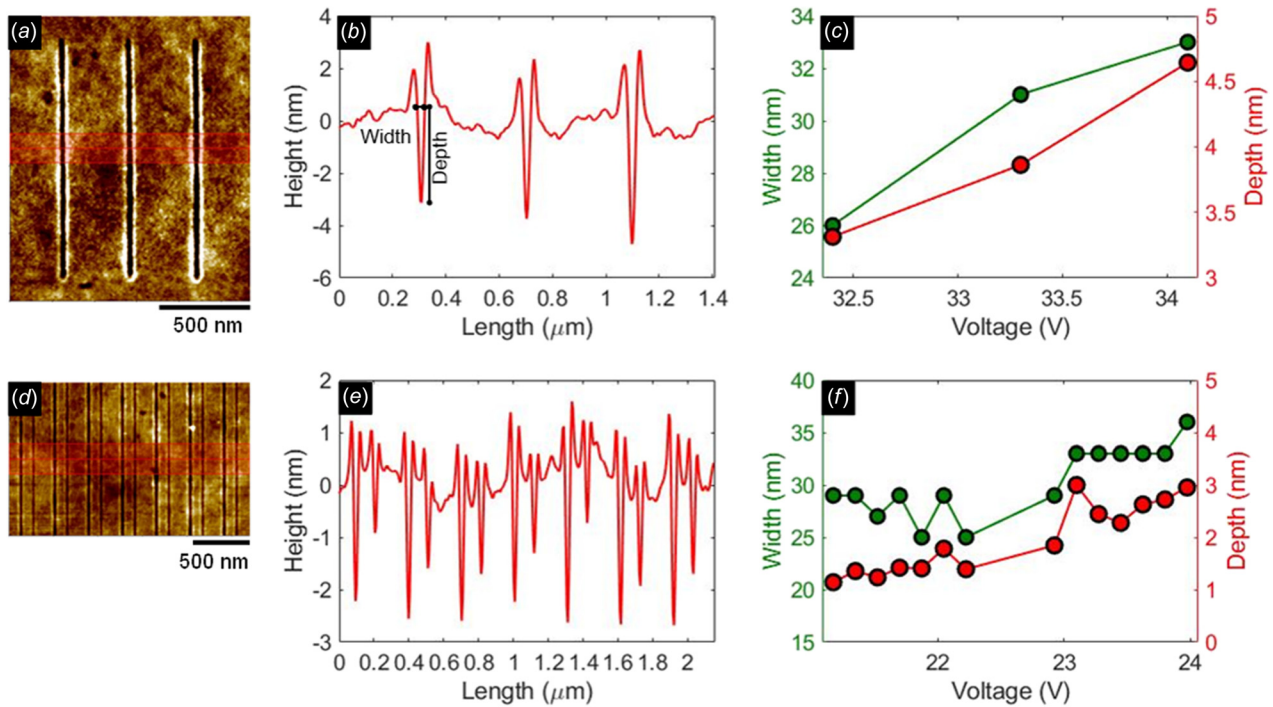 (a)
500 nm
(b)
Height (nm)
4
2
0
-2
-4
-6
Width
Depth
0 0.2 0.4 0.6 0.8 1 1.2 1.4
Length (μm)
(c)
Width (nm)
34
32
30
28
26
24
32.5 33 33.5 34
Voltage (V)
5
4.5
4
3.5
3
Depth (nm)
(d)
500 nm
(e)
Height (nm)
2
1
0
-1
-2
-3
0 0.2 0.4 0.6 0.8 1 1.2 1.4 1.6 1.8 2
Length (μm)
(f)
Width (nm)
40
35
30
25
20
15
22 23 24
Voltage (V)
5
4
3
2
1
0
Depth (nm)